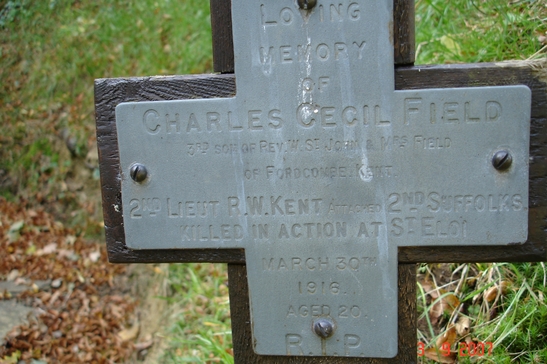 LOVING
MEMORY
OF
CHARLES CECIL FIELD
3RD SON OF REV. W. ST JOHN & MRS FIELD
OF FORDCOMBE, KENT.
2ND LIEUT R.W. KENT ATTACHED 2ND SUFFOLKS
KILLED IN ACTION AT ST ELOI
MARCH 30TH
1916.
AGED 20.
R.I.P.